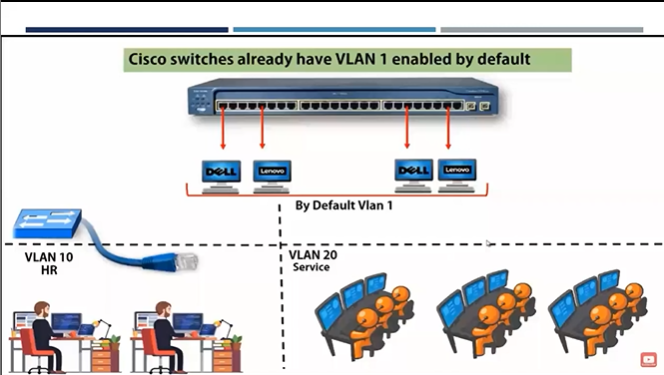 Cisco switches already have VLAN 1 enabled by default
DELL Lenovo DELL Lenovo
By Default Vlan 1
VLAN 10
HR
VLAN 20
Service